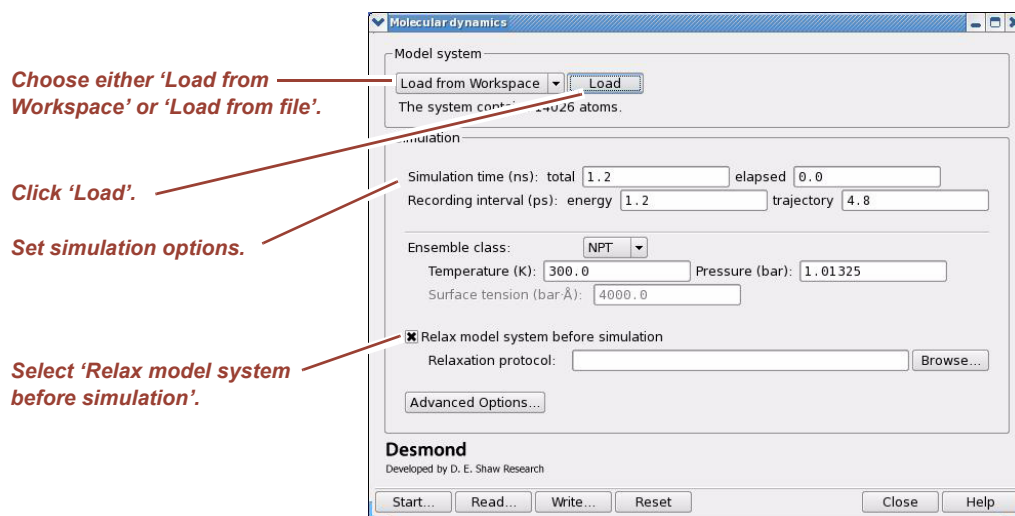 Molecular dynamics
Model system
Choose either ‘Load from
Workspace’ or ‘Load from file’.
Load from Workspace Load
The system contai 14026 atoms.
Simulation
Click ‘Load’.
Simulation time (ns): total 1.2 elapsed 0.0
Recording interval (ps): energy 1.2 trajectory 4.8
Set simulation options.
Ensemble class: NPT
Temperature (K): 300.0 Pressure (bar): 1.01325
Surface tension (bar·Å): 4000.0
Relax model system before simulation
Select ‘Relax model system
before simulation’.
Relaxation protocol: Browse...
Advanced Options...
Desmond
Developed by D. E. Shaw Research
Start... Read... Write... Reset Close Help